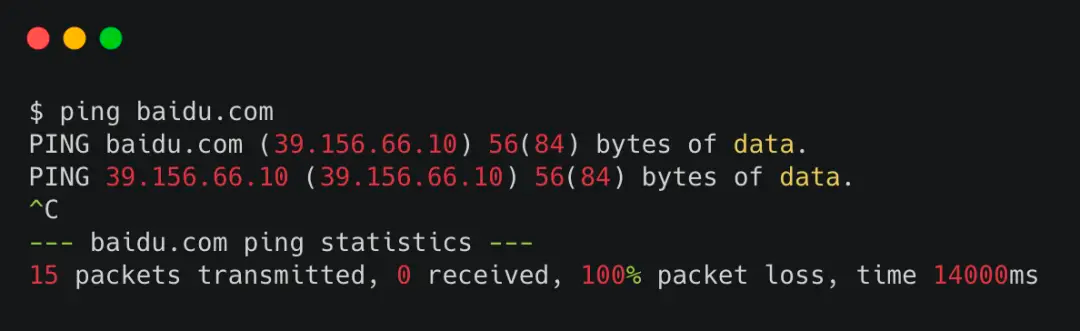 $ ping baidu.com
PING baidu.com (39.156.66.10) 56(84) bytes of data.
PING 39.156.66.10 (39.156.66.10) 56(84) bytes of data.
^C
--- baidu.com ping statistics ---
15 packets transmitted, 0 received, 100% packet loss, time 14000ms